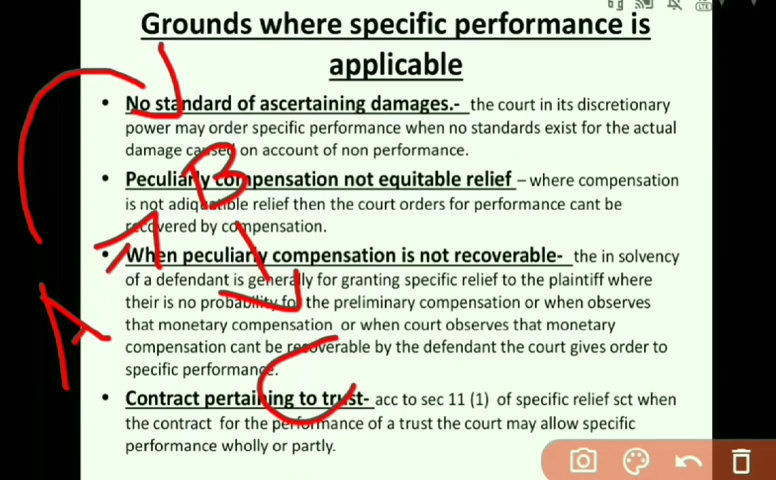 Grounds where specific performance is
applicable
• No standard of ascertaining damages.- the court in its discretionary
power may order specific performance when no standards exist for the actual
damage caused on account of non performance.
• Peculiarly compensation not equitable relief – where compensation
is not adiquatible relief then the court orders for performance cant be
recovered by compensation.
• When peculiarly compensation is not recoverable- the in solvency
of a defendant is generally for granting specific relief to the plaintiff where
their is no probability for the preliminary compensation or when observes
that monetary compensation or when court observes that monetary
compensation cant be recoverable by the defendant the court gives order to
specific performance.
• Contract pertaining to trust- acc to sec 11 (1) of specific relief sct when
the contract for the performance of a trust the court may allow specific
performance wholly or partly.
A
B
C